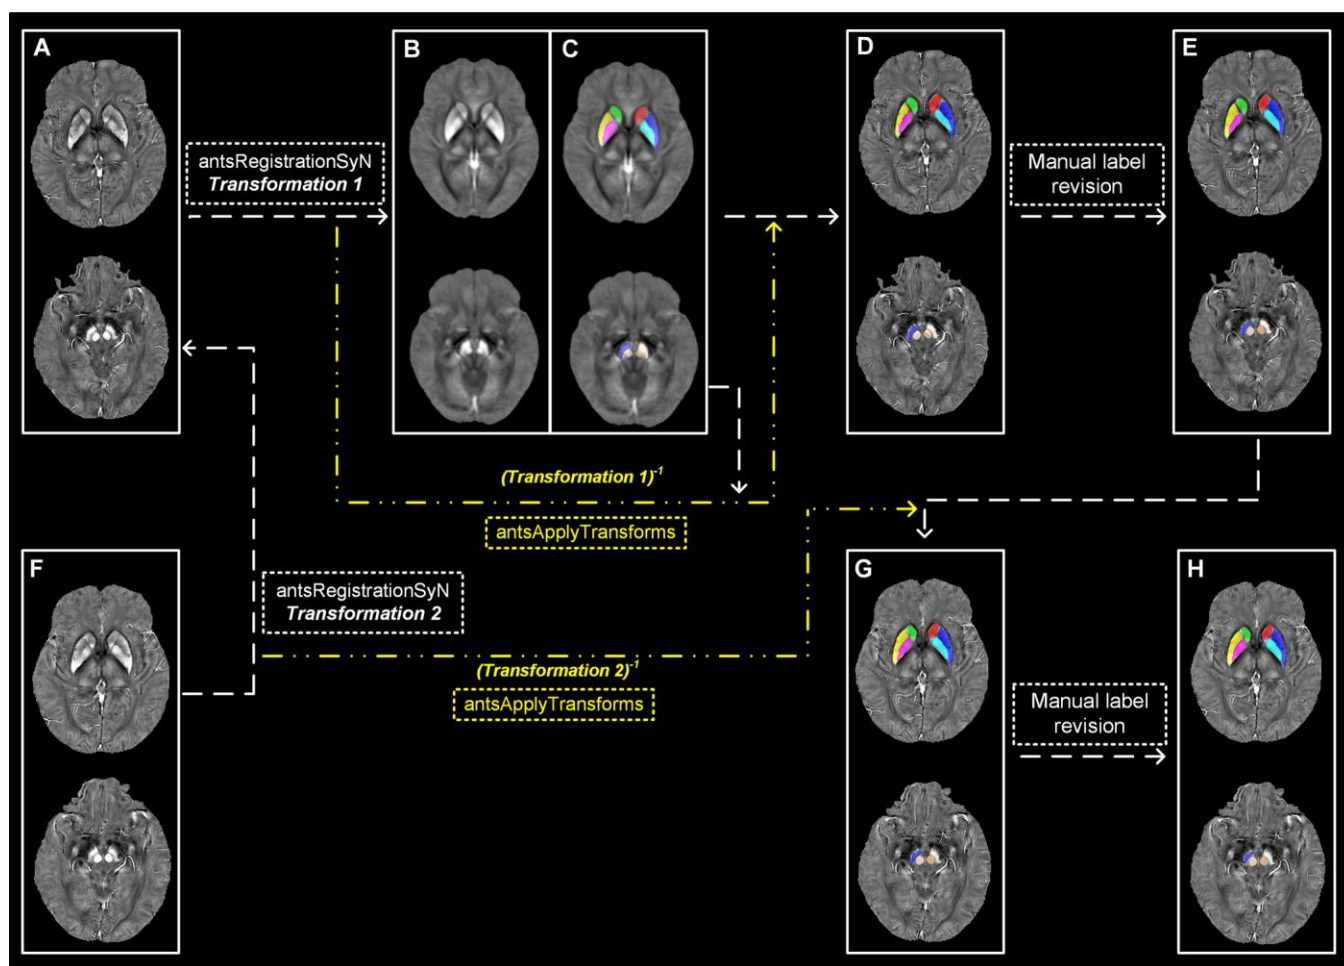 A
B
C
D
E
antsRegistrationSyN
Transformation 1
Manual label
revision
(Transformation 1)-1
antsApplyTransforms
F
G
H
antsRegistrationSyN
Transformation 2
(Transformation 2)-1
antsApplyTransforms
Manual label
revision